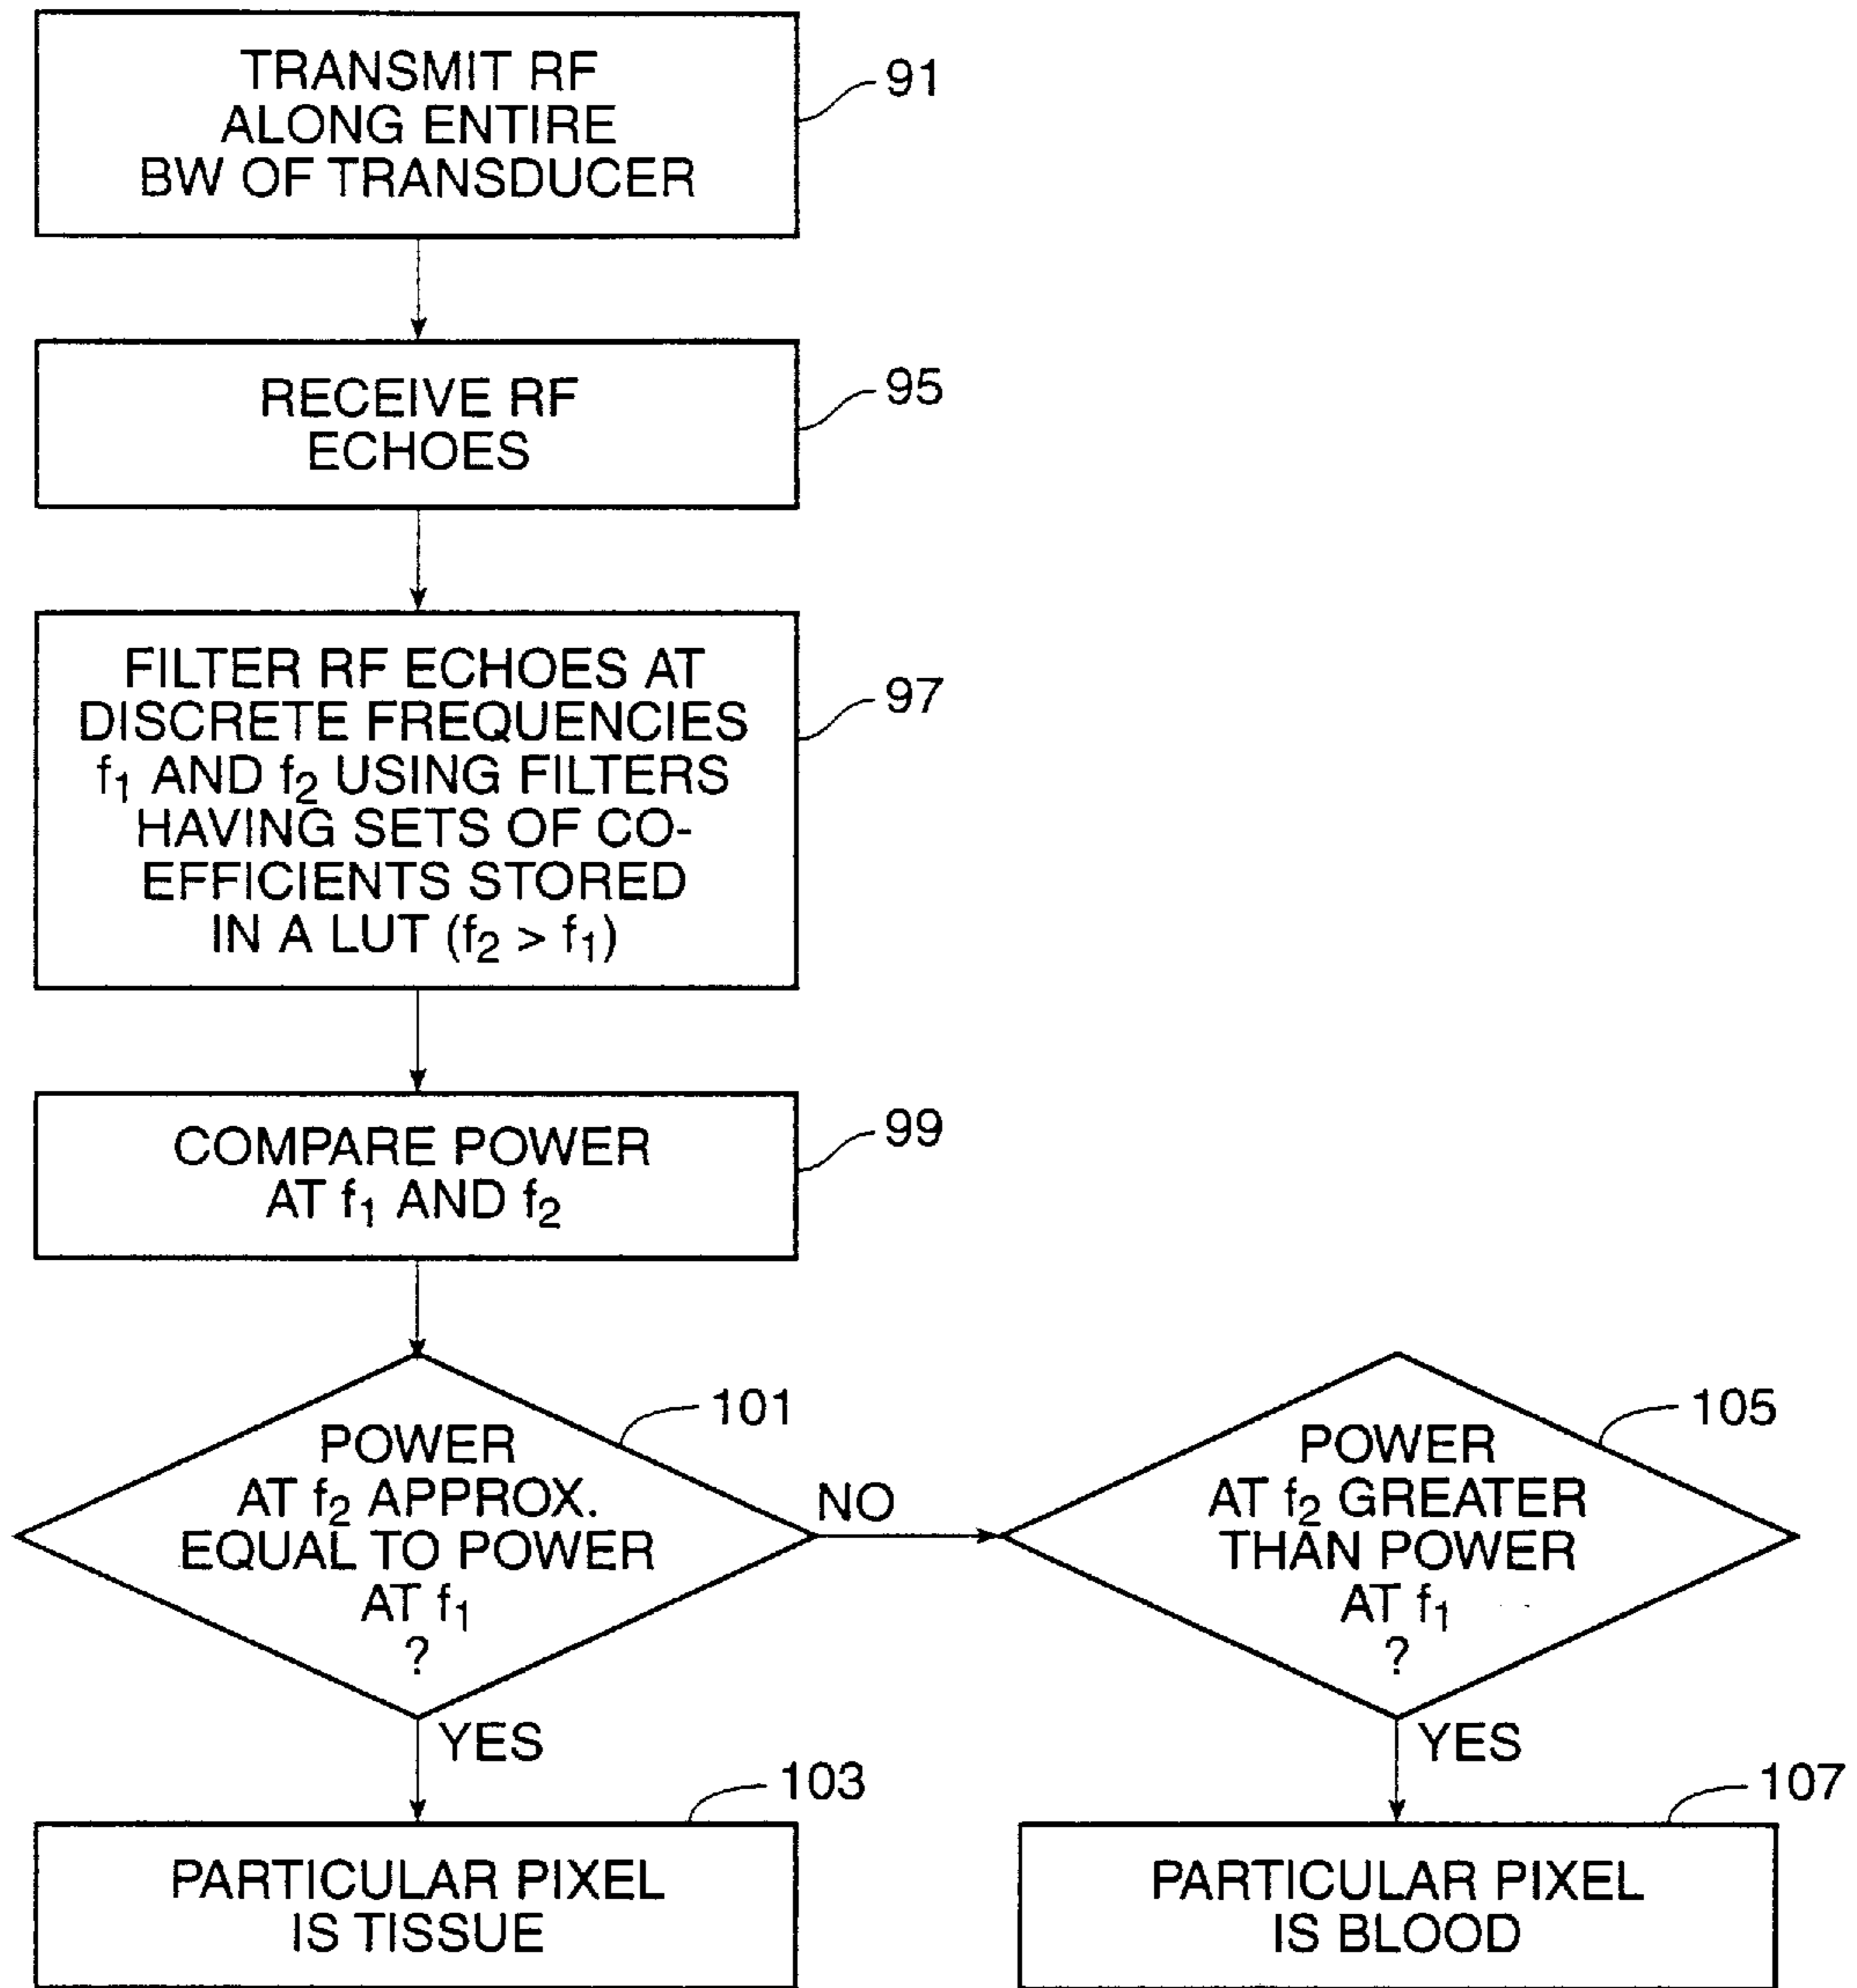 TRANSMIT RF
ALONG ENTIRE
BW OF TRANSDUCER
91
RECEIVE RF
ECHOES
95
FILTER RF ECHOES AT
DISCRETE FREQUENCIES
f₁ AND f₂ USING FILTERS
HAVING SETS OF CO-
EFFICIENTS STORED
IN A LUT (f₂ > f₁)
97
COMPARE POWER
AT f₁ AND f₂
99
POWER
AT f₂ APPROX.
EQUAL TO POWER
AT f₁
?
101
NO
POWER
AT f₂ GREATER
THAN POWER
AT f₁
?
105
YES
YES
103
PARTICULAR PIXEL
IS TISSUE
107
PARTICULAR PIXEL
IS BLOOD